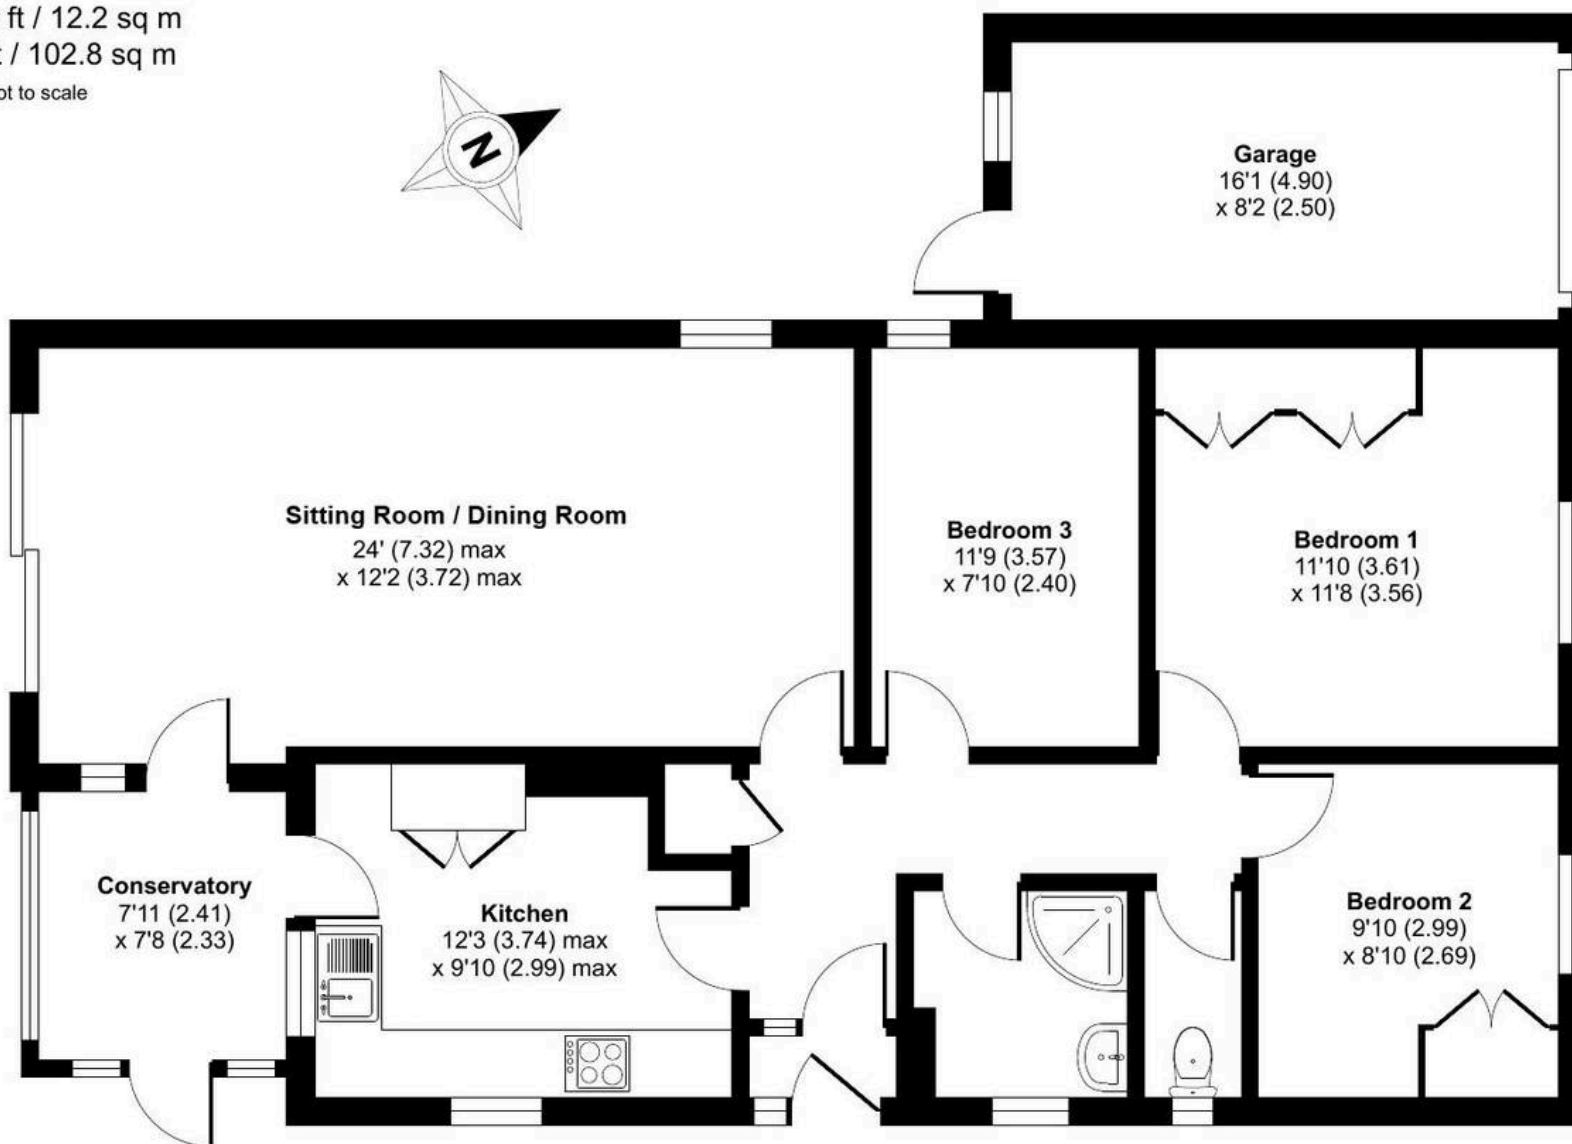 ft / 12.2 sq m
/ 102.8 sq m
to scale
N
Garage
16'1 (4.90)
x 8'2 (2.50)
Sitting Room / Dining Room
24' (7.32) max
x 12'2 (3.72) max
Bedroom 3
11'9 (3.57)
x 7'10 (2.40)
Bedroom 1
11'10 (3.61)
x 11'8 (3.56)
Conservatory
7'11 (2.41)
x 7'8 (2.33)
Kitchen
12'3 (3.74) max
x 9'10 (2.99) max
Bedroom 2
9'10 (2.99)
x 8'10 (2.69)